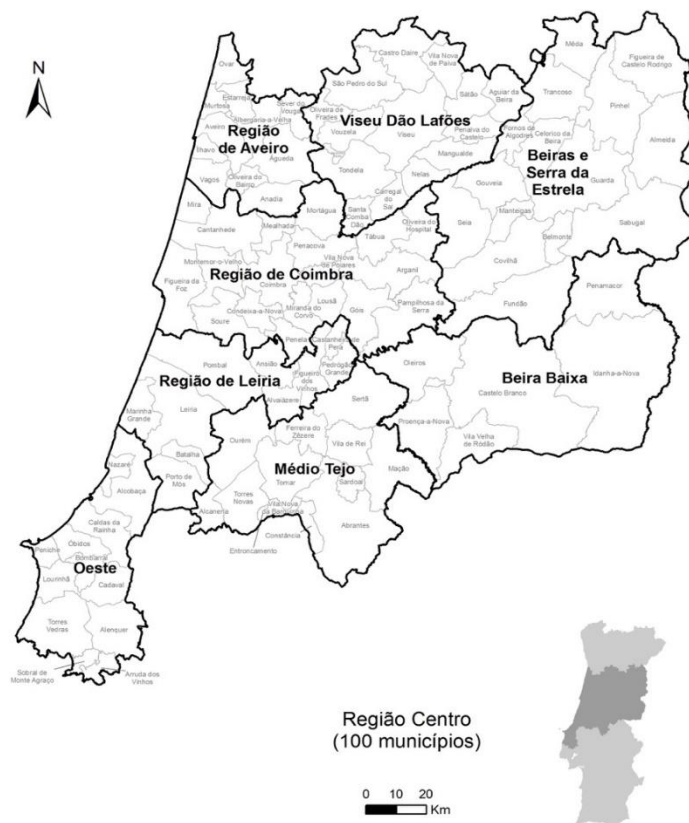 N
Ovar
Estarreja
Murtosa
Sever do
Vouga
Albergaria-a-Velha
Aveiro
Região
de Aveiro
Ílhavo
Águeda
Vagos
Oliveira do
Bairro
Anadia
Castro Daire
Vila Nova
de Paiva
São Pedro do Sul
Sátão
Aguiar da
Beira
Viseu Dão Lafões
Oliveira de
Frades
Vouzela
Viseu
Penalva do
Castelo
Mangualde
Tondela
Nelas
Carregal
do
Sal
Santa
Comba
Dão
Mêda
Figueira de
Castelo Rodrigo
Trancoso
Pinhel
Fornos de
Algodres
Celorico da
Beira
Almeida
Beiras e
Serra da
Estrela
Gouveia
Guarda
Manteigas
Seia
Sabugal
Belmonte
Covilhã
Fundão
Mira
Mortágua
Mealhada
Cantanhede
Penacova
Tábua
Oliveira do
Hospital
Montemor-o-Velho
Vila Nova
de Poiares
Região de Coimbra
Arganil
Figueira da
Foz
Coimbra
Lousã
Condeixa-a-Nova
Miranda do
Corvo
Góis
Pampilhosa da
Serra
Soure
Penela
Castanheira de
Pera
Pombal
Ansião
Pedrógão
Grande
Região de Leiria
Figueiró
dos
Vinhos
Alvaiázere
Marinha
Grande
Leiria
Batalha
Porto de
Mós
Penamacor
Oleiros
Beira Baixa
Idanha-a-Nova
Castelo Branco
Proença-a-Nova
Vila Velha
de Ródão
Sertã
Ferreira do
Zêzere
Ourém
Vila de Rei
Médio Tejo
Mação
Tomar
Sardoal
Torres
Novas
Vila Nova
da Barquinha
Alcanena
Abrantes
Constância
Entroncamento
Nazaré
Alcobaça
Caldas da
Rainha
Óbidos
Peniche
Bombarral
Oeste
Lourinhã
Cadaval
Torres
Vedras
Alenquer
Sobral de
Monte Agraço
Arruda dos
Vinhos
Região Centro
(100 municípios)
0 10 20
Km